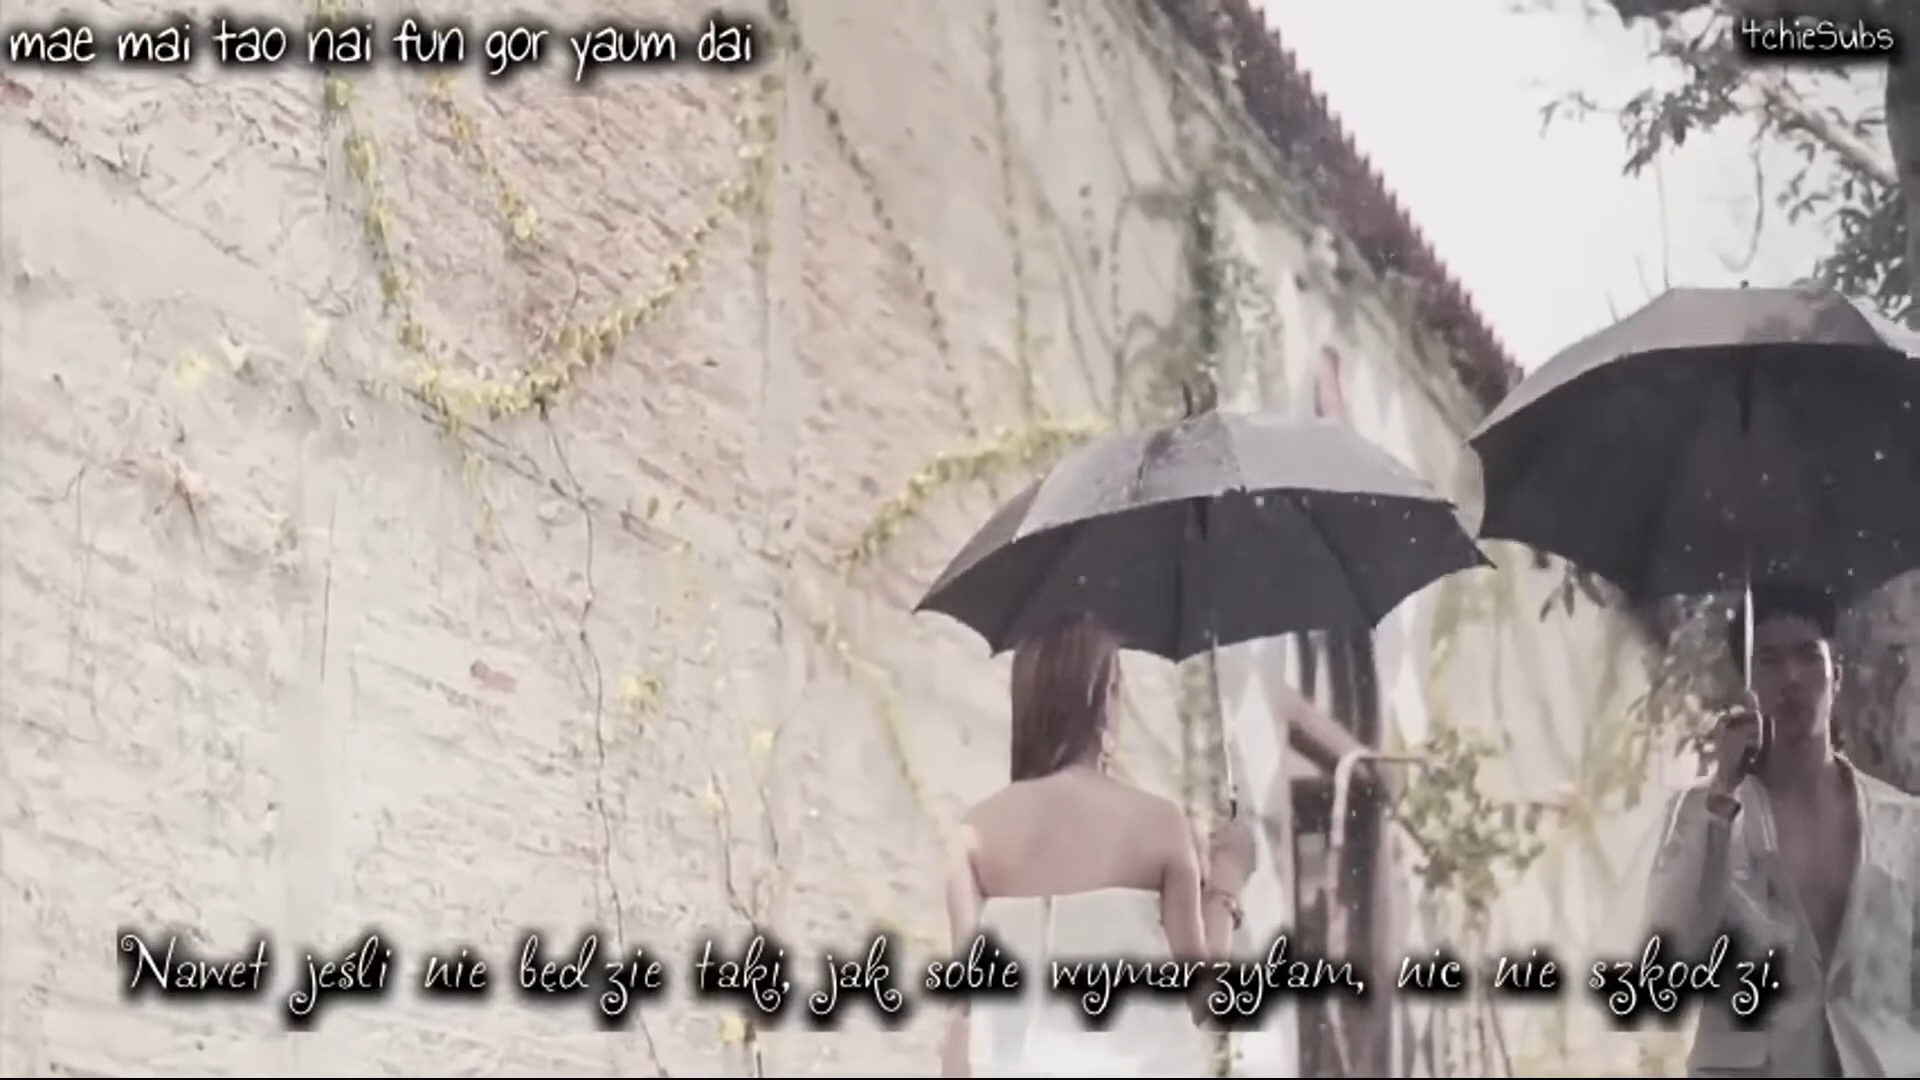 mae mai tao nai fun gor yaum dai
4chieSubs
Nawet jeśli nie będzie taki, jak sobie wymarzyłam, nic nie szkodzi.